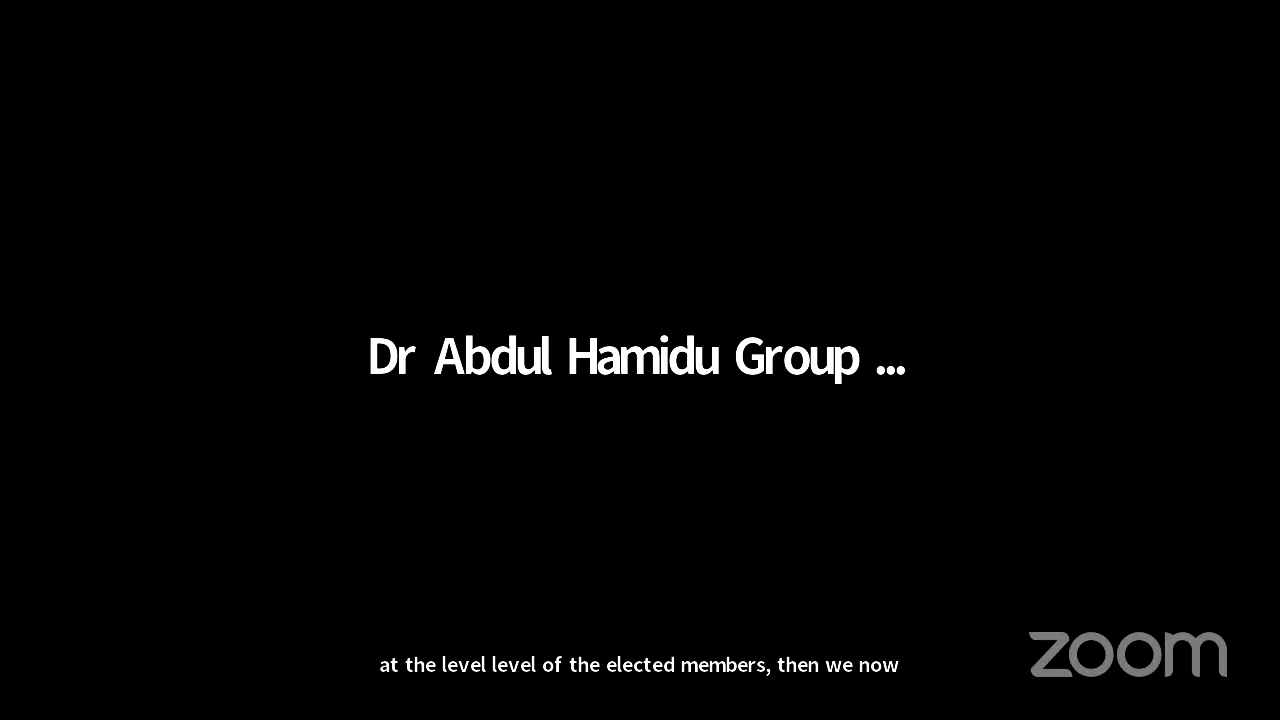 Dr Abdul Hamidu Group ...
at the level level of the elected members, then we now
zoom